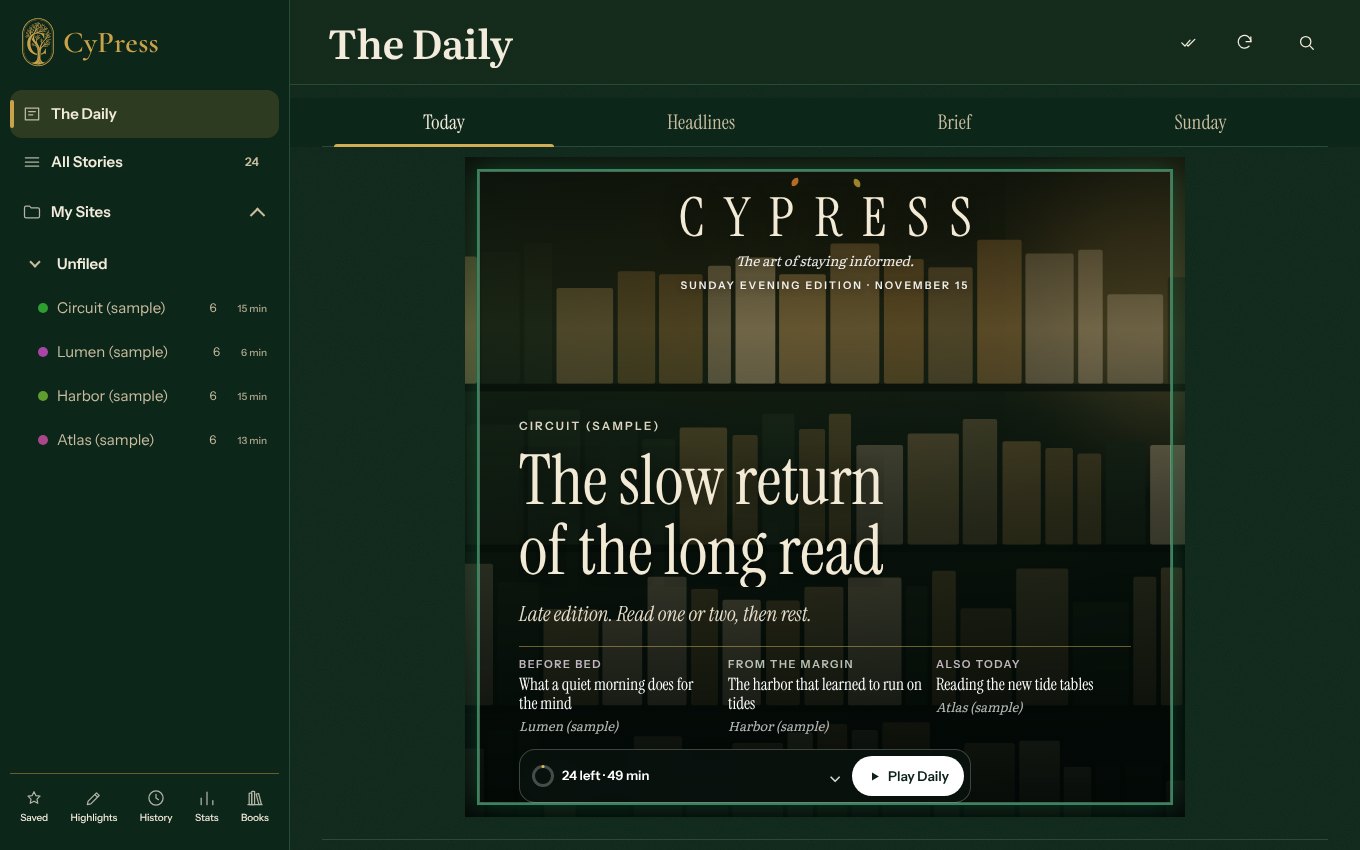 CyPress
The Daily
The Daily
All Stories
24
My Sites
Unfiled
Circuit (sample)
6
15 min
Lumen (sample)
6
6 min
Harbor (sample)
6
15 min
Atlas (sample)
6
13 min
Saved
Highlights
History
Stats
Books
Today
Headlines
Brief
Sunday
CYPRESS
The art of staying informed.
SUNDAY EVENING EDITION · NOVEMBER 15
CIRCUIT (SAMPLE)
The slow return
of the long read
Late edition. Read one or two, then rest.
BEFORE BED
What a quiet morning does for
the mind
Lumen (sample)
FROM THE MARGIN
The harbor that learned to run on
tides
Harbor (sample)
ALSO TODAY
Reading the new tide tables
Atlas (sample)
24 left · 49 min
Play Daily